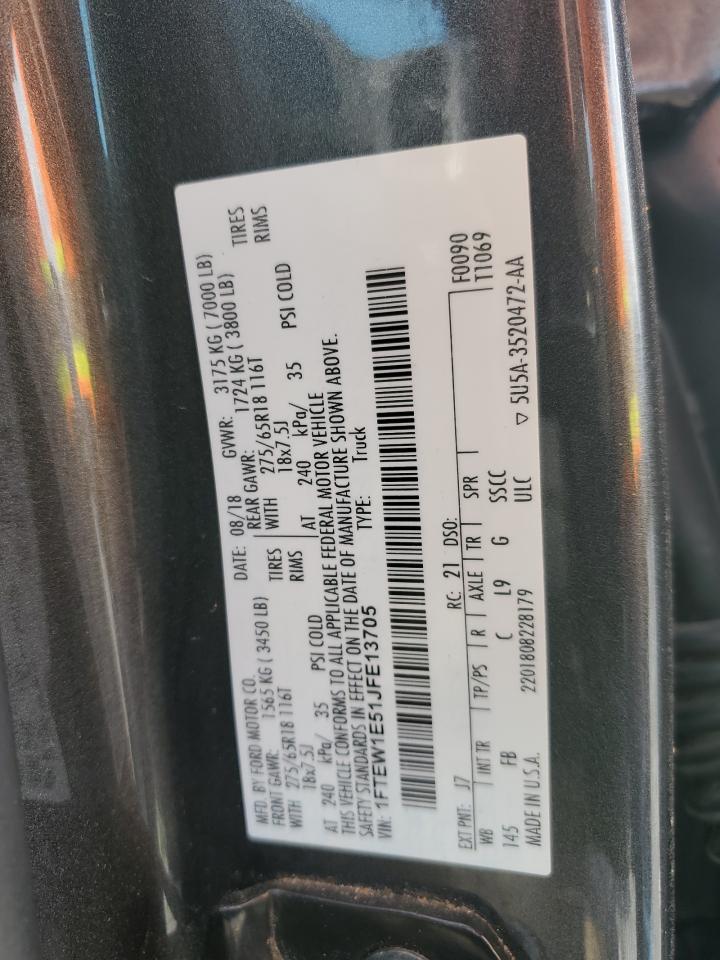 MFD. BY FORD MOTOR CO.
DATE: 08/18 GVWR: 3175 KG ( 7000 LB)
FRONT GAWR: 1565 KG ( 3450 LB) REAR GAWR: 1724 KG ( 3800 LB)
WITH 275/65R18 116T TIRES WITH 275/65R18 116T TIRES
18x7.5J RIMS 18x7.5J RIMS
AT 240 kPa/ 35 PSI COLD AT 240 kPa/ 35 PSI COLD
THIS VEHICLE CONFORMS TO ALL APPLICABLE FEDERAL MOTOR VEHICLE
SAFETY STANDARDS IN EFFECT ON THE DATE OF MANUFACTURE SHOWN ABOVE.
VIN: 1FTEW1E51JFE13705 TYPE: Truck
EXT PNT: J7 RC: 21 DSO: F0090
WB INT TR TP/PS R AXLE TR SPR T1069
145 FB C L9 G SSCC
ULC
MADE IN U.S.A. 2201808228179 ▽ 5U5A-3520472-AA